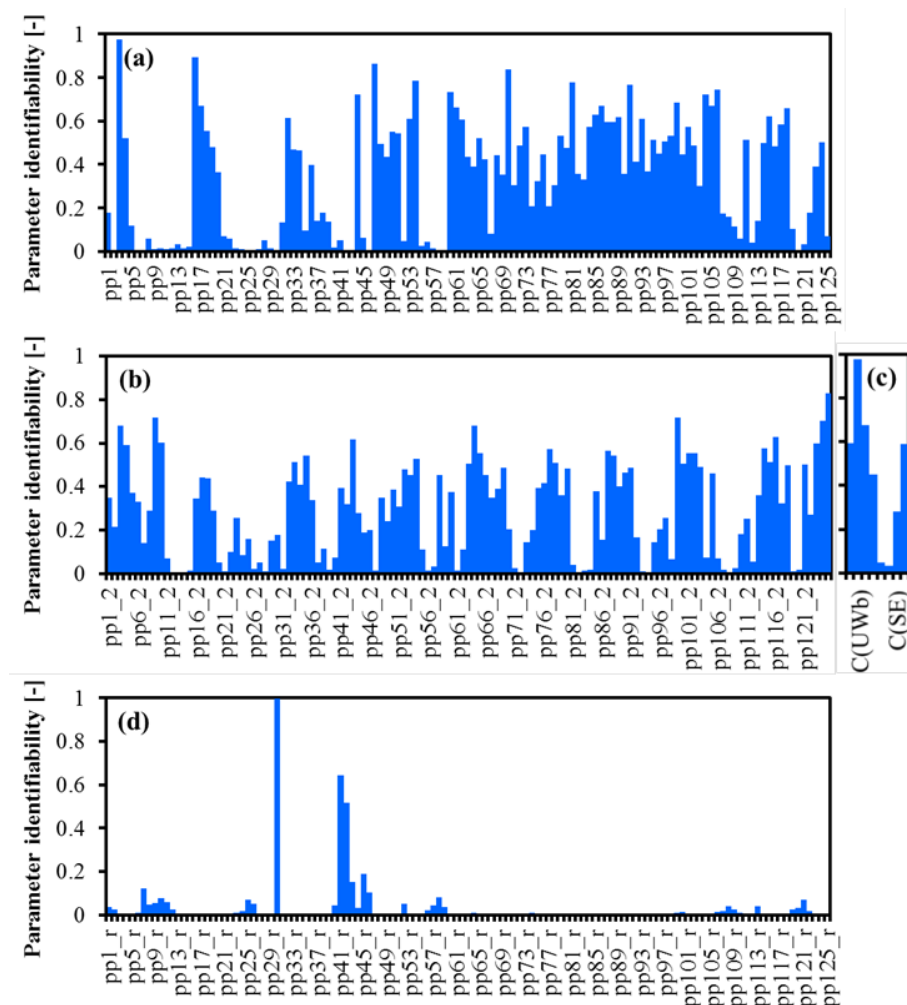 Parameter identifiability [-]
1
0.8
0.6
0.4
0.2
0
(a)
pp1
pp5
pp9
pp13
pp17
pp21
pp25
pp29
pp33
pp37
pp41
pp45
pp49
pp53
pp57
pp61
pp65
pp69
pp73
pp77
pp81
pp85
pp89
pp93
pp97
pp101
pp105
pp109
pp113
pp117
pp121
pp125
Parameter identifiability [-]
1
0.8
0.6
0.4
0.2
0
(b)
pp1_2
pp6_2
pp11_2
pp16_2
pp21_2
pp26_2
pp31_2
pp36_2
pp41_2
pp46_2
pp51_2
pp56_2
pp61_2
pp66_2
pp71_2
pp76_2
pp81_2
pp86_2
pp91_2
pp96_2
pp101_2
pp106_2
pp111_2
pp116_2
pp121_2
(c)
C(UWb)
C(SE)
Parameter identifiability [-]
1
0.8
0.6
0.4
0.2
0
(d)
pp1_r
pp5_r
pp9_r
pp13_r
pp17_r
pp21_r
pp25_r
pp29_r
pp33_r
pp37_r
pp41_r
pp45_r
pp49_r
pp53_r
pp57_r
pp61_r
pp65_r
pp69_r
pp73_r
pp77_r
pp81_r
pp85_r
pp89_r
pp93_r
pp97_r
pp101_r
pp105_r
pp109_r
pp113_r
pp117_r
pp121_r
pp125_r